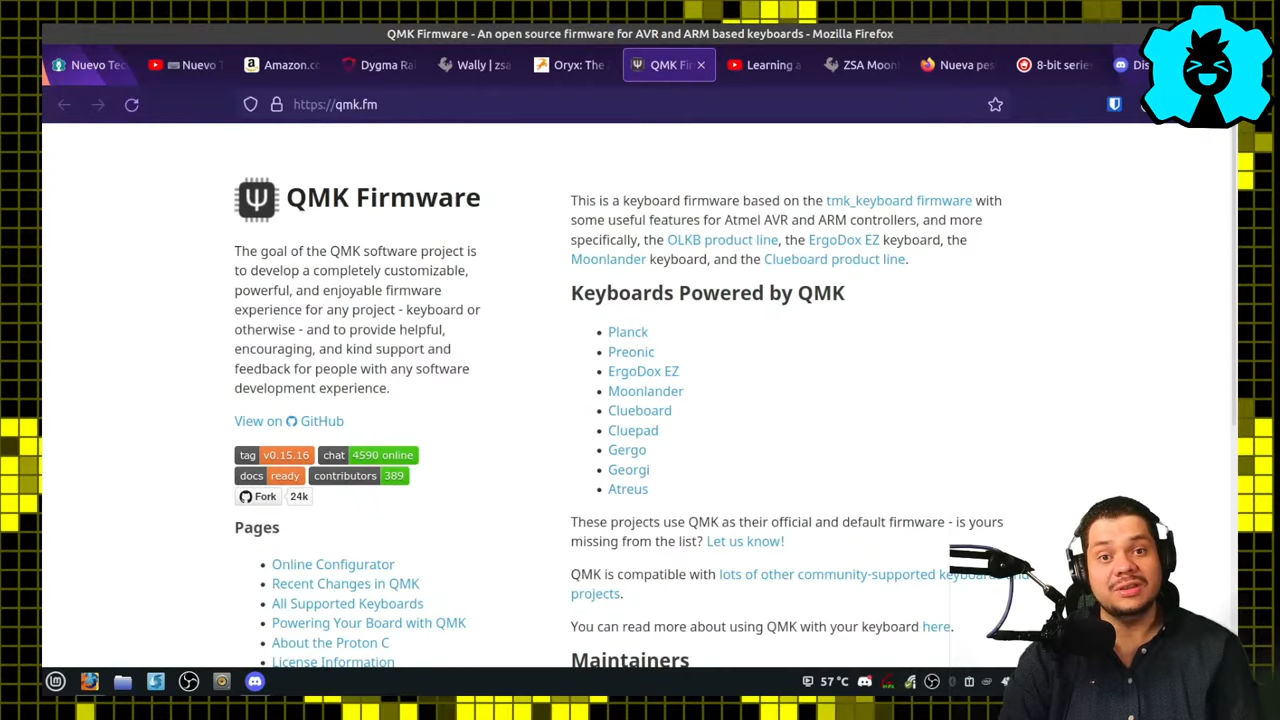 QMK Firmware - An open source firmware for AVR and ARM based keyboards - Mozilla Firefox
Nuevo Tec
Nuevo T
Amazon.co
Dygma Rai
Wally | zsa
Oryx: The
QMK Fir
Learning a
ZSA Moon
Nueva pes
8-bit serie
Dis
https://qmk.fm
QMK Firmware
The goal of the QMK software project is
to develop a completely customizable,
powerful, and enjoyable firmware
experience for any project - keyboard or
otherwise - and to provide helpful,
encouraging, and kind support and
feedback for people with any software
development experience.
View on GitHub
tag v0.15.16 chat 4590 online
docs ready contributors 389
Fork 24k
Pages
Online Configurator
Recent Changes in QMK
All Supported Keyboards
Powering Your Board with QMK
About the Proton C
License Information
This is a keyboard firmware based on the tmk_keyboard firmware with
some useful features for Atmel AVR and ARM controllers, and more
specifically, the OLKB product line, the ErgoDox EZ keyboard, the
Moonlander keyboard, and the Clueboard product line.
Keyboards Powered by QMK
Planck
Preonic
ErgoDox EZ
Moonlander
Clueboard
Cluepad
Gergo
Georgi
Atreus
These projects use QMK as their official and default firmware - is yours
missing from the list? Let us know!
QMK is compatible with lots of other community-supported keyboards and
projects.
You can read more about using QMK with your keyboard here.
Maintainers
57 °C